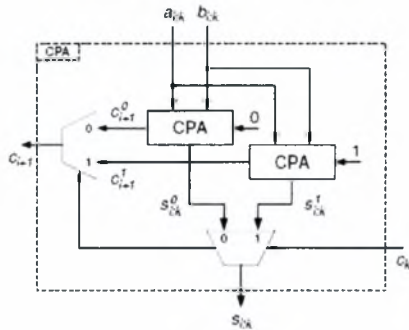 a_{i:k} b_{i:k}
CPA
c^0_{i+1}
0
CPA
0
c_{i+1}
1
CPA
1
c^1_{i+1}
s^0_{i:k}
s^1_{i:k}
0
1
c_k
s_{i:k}